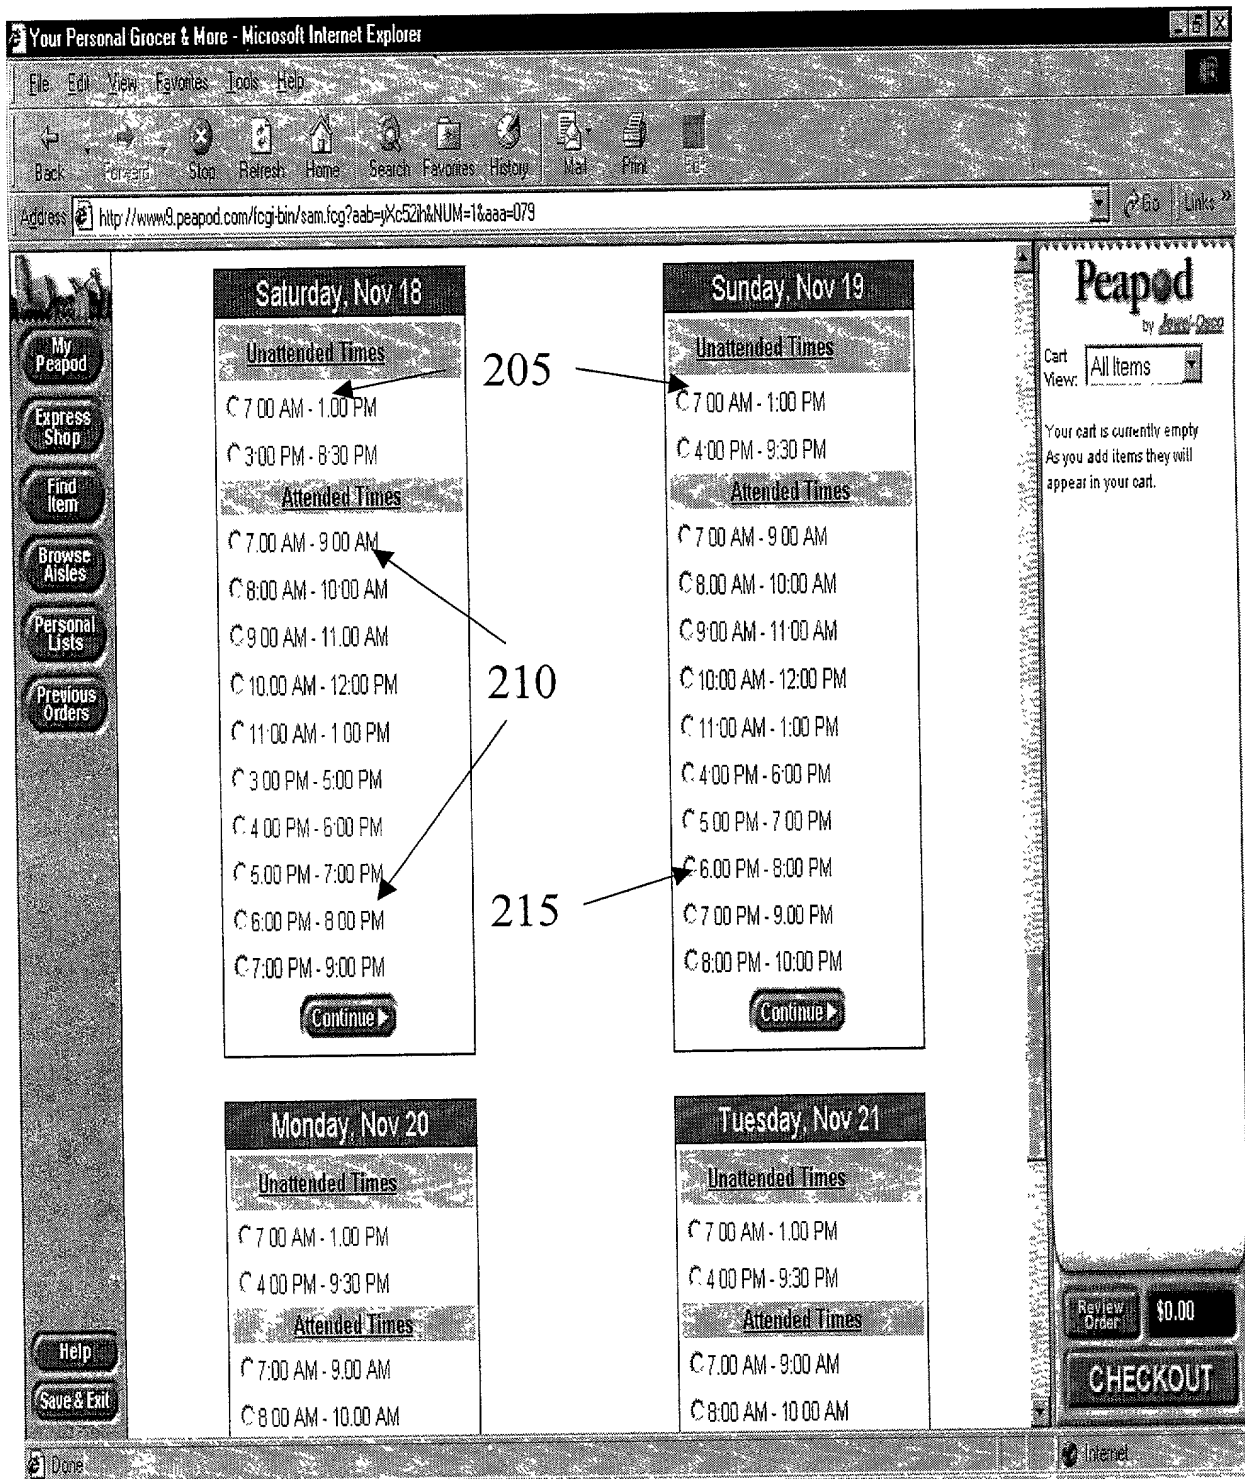 Your Personal Grocer & More - Microsoft Internet Explorer
File Edit View Favorites Tools Help
Back Forward Stop Refresh Home Search Favorites History Mail Print
Address http://www9.peapod.com/fcgi-bin/sam.fcg?aab=yXc52ih&NUM=1&aaa=079 Go Links »
My Peapod
Express Shop
Find Item
Browse Aisles
Personal Lists
Previous Orders
Help
Save & Exit
Saturday, Nov 18
Unattended Times
7 00 AM - 1.00 PM
3:00 PM - 8:30 PM
Attended Times
7.00 AM - 9 00 AM
8:00 AM - 10:00 AM
9 00 AM - 11.00 AM
10.00 AM - 12:00 PM
11:00 AM - 1 00 PM
3 00 PM - 5:00 PM
4 00 PM - 6:00 PM
5.00 PM - 7:00 PM
6:00 PM - 8 00 PM
7:00 PM - 9:00 PM
Continue
205
210
215
Sunday, Nov 19
Unattended Times
7 00 AM - 1:00 PM
4:00 PM - 9:30 PM
Attended Times
7 00 AM - 9 00 AM
8.00 AM - 10:00 AM
9:00 AM - 11:00 AM
10:00 AM - 12:00 PM
11:00 AM - 1:00 PM
4:00 PM - 6:00 PM
5 00 PM - 7 00 PM
6.00 PM - 8:00 PM
7 00 PM - 9.00 PM
8:00 PM - 10:00 PM
Continue
Monday, Nov 20
Unattended Times
7 00 AM - 1.00 PM
4 00 PM - 9:30 PM
Attended Times
7:00 AM - 9.00 AM
8 00 AM - 10.00 AM
Tuesday, Nov 21
Unattended Times
7 00 AM - 1.00 PM
4 00 PM - 9:30 PM
Attended Times
7.00 AM - 9:00 AM
8:00 AM - 10 00 AM
Peapod
by Jewel-Osco
Cart View: All Items
Your cart is currently empty
As you add items they will
appear in your cart.
Review Order $0.00
CHECKOUT
Done Internet